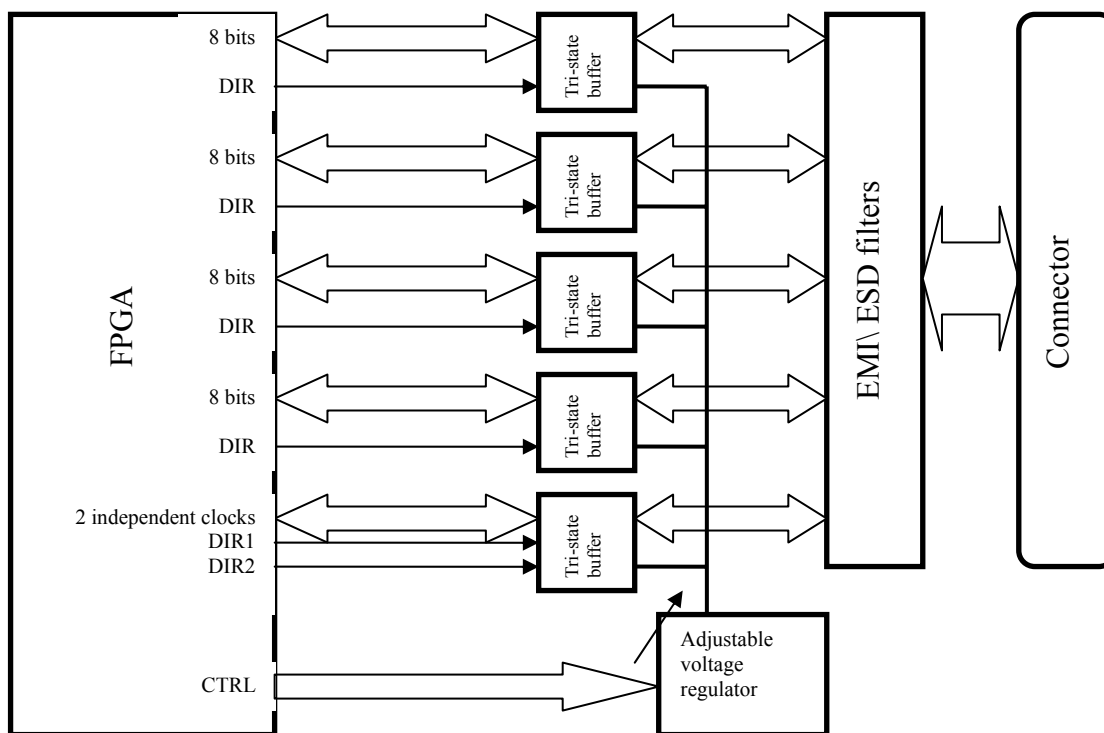 8 bits
DIR
Tri-state
buffer
8 bits
DIR
Tri-state
buffer
8 bits
DIR
Tri-state
buffer
8 bits
DIR
Tri-state
buffer
2 independent clocks
DIR1
DIR2
Tri-state
buffer
CTRL
Adjustable
voltage
regulator
FPGA
EMI\ ESD filters
Connector